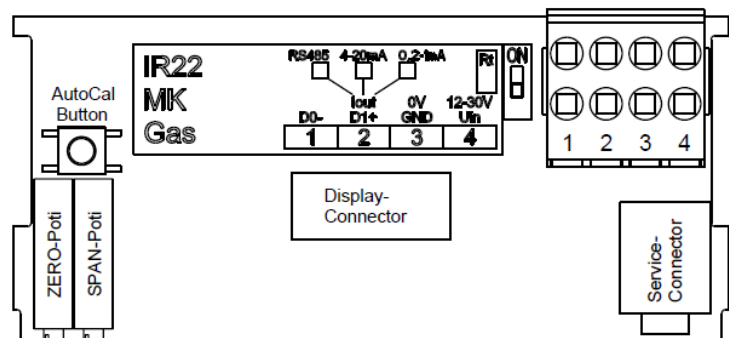 IR22
MK
Gas
RS485 4-20mA 0,2-1mA
Rt
ON
Iout 0V 12-30V
D0- D1+ GND Uin
1 2 3 4
AutoCal
Button
1 2 3 4
Display-
Connector
ZERO-Poti
SPAN-Poti
Service-
Connector